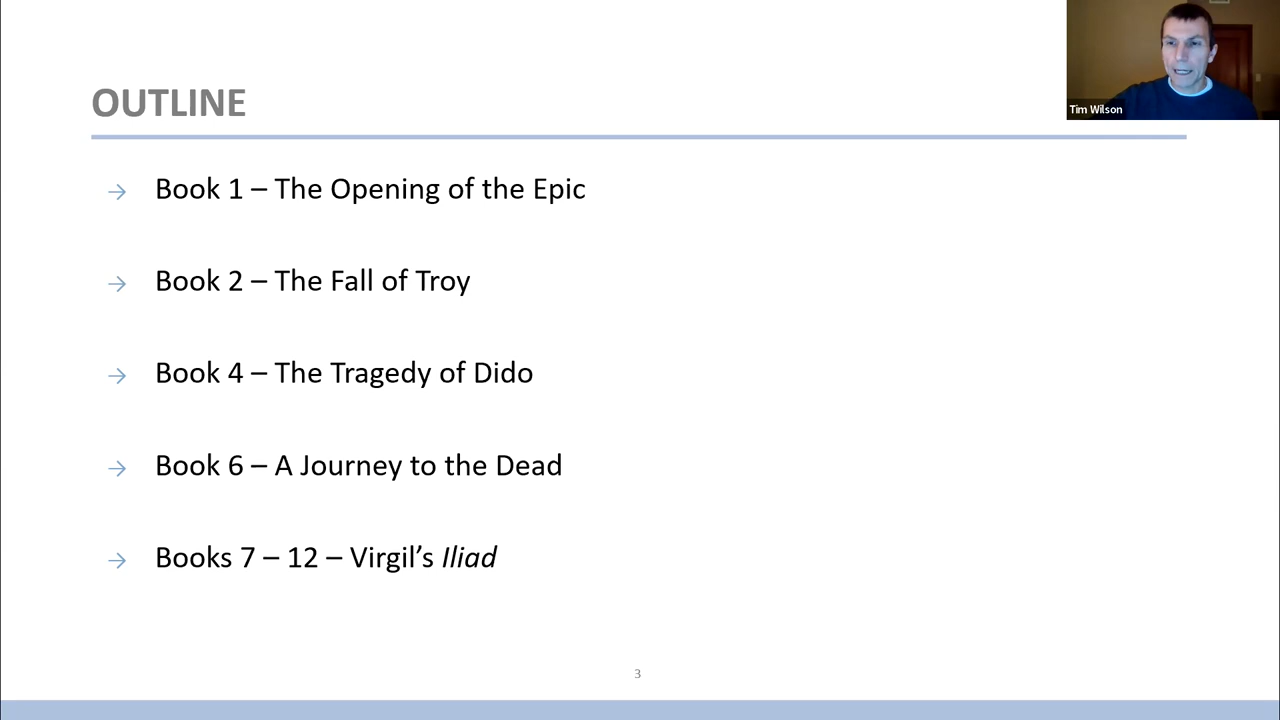 OUTLINE
Tim Wilson
→ Book 1 – The Opening of the Epic
→ Book 2 – The Fall of Troy
→ Book 4 – The Tragedy of Dido
→ Book 6 – A Journey to the Dead
→ Books 7 – 12 – Virgil’s Iliad
3